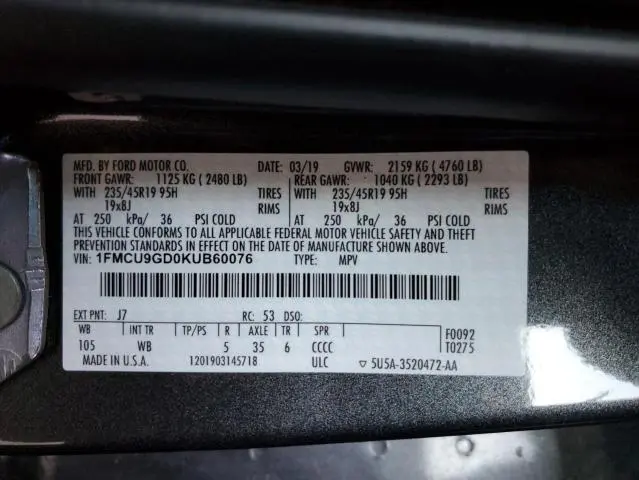 MFD. BY FORD MOTOR CO. DATE: 03/19 GVWR: 2159 KG ( 4760 LB)
FRONT GAWR: 1125 KG ( 2480 LB) REAR GAWR: 1040 KG ( 2293 LB)
WITH 235/45R19 95H TIRES WITH 235/45R19 95H TIRES
19x8J RIMS 19x8J RIMS
AT 250 kPa/ 36 PSI COLD AT 250 kPa/ 36 PSI COLD
THIS VEHICLE CONFORMS TO ALL APPLICABLE FEDERAL MOTOR VEHICLE SAFETY AND THEFT
PREVENTION STANDARDS IN EFFECT ON THE DATE OF MANUFACTURE SHOWN ABOVE.
VIN: 1FMCU9GD0KUB60076 TYPE: MPV
EXT PNT: J7 RC: 53 DSO:
WB INT TR TP/PS R AXLE TR SPR F0092
105 WB 5 35 6 CCCC T0275
MADE IN U.S.A. 1201903145718 ULC ▽ 5U5A-3520472-AA